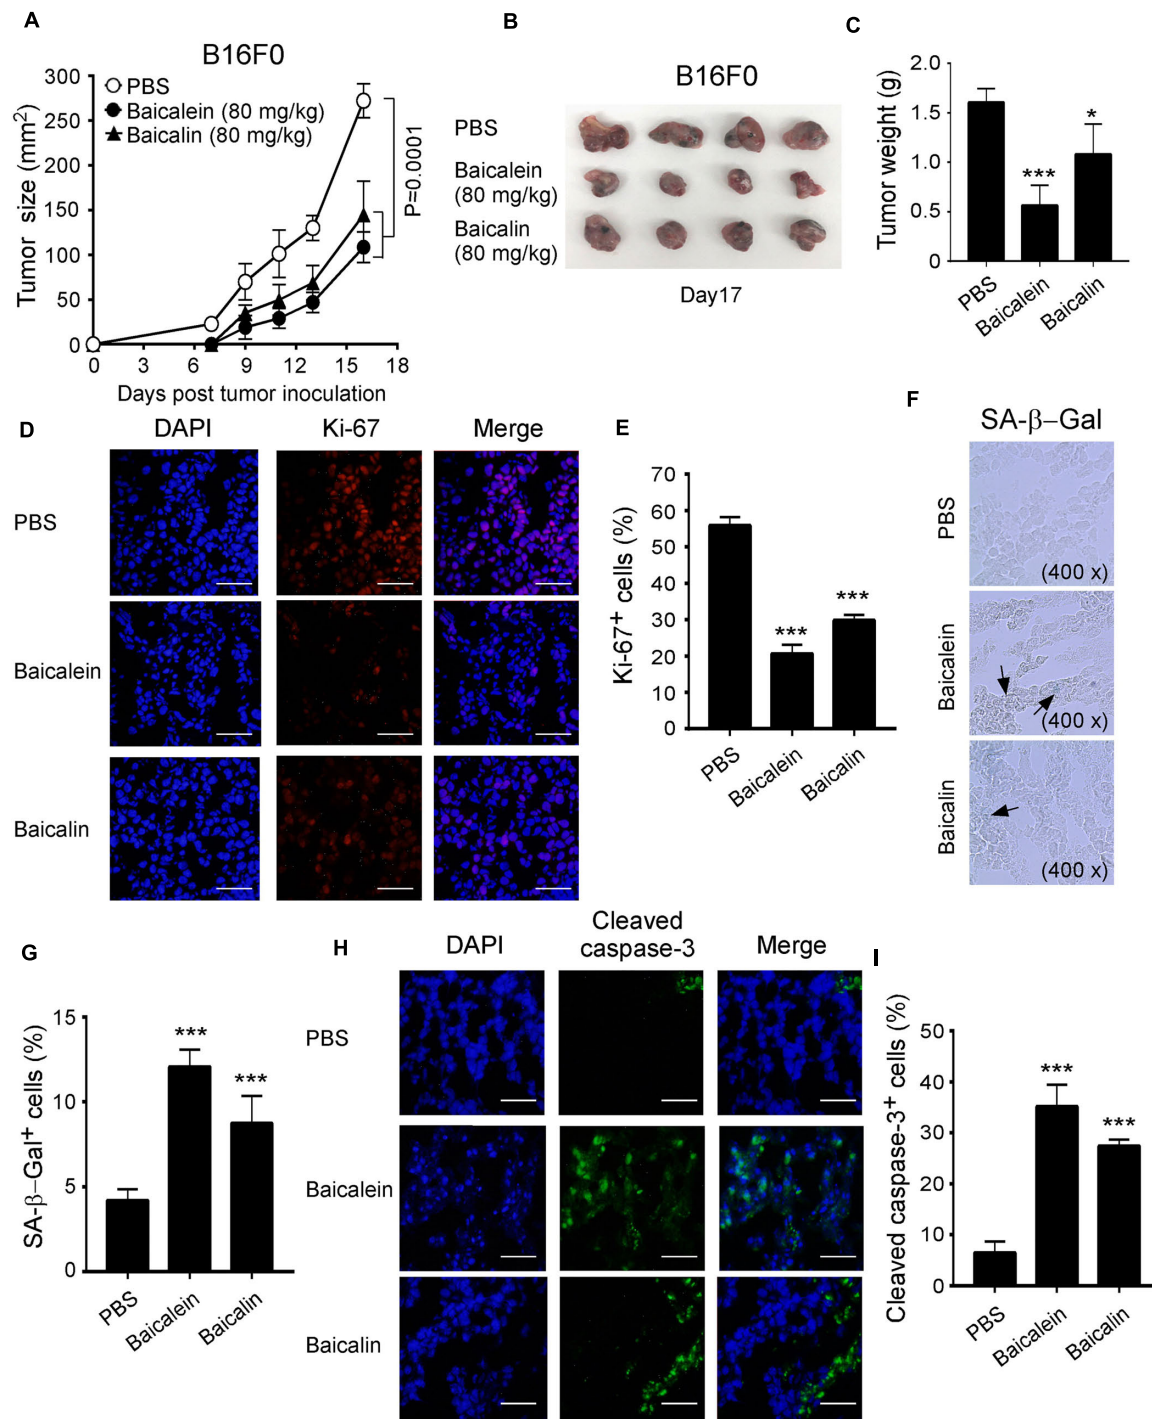 A
B16F0
300
250
200
150
100
50
0
Tumor size (mm²)
PBS
Baicalein (80 mg/kg)
Baicalin (80 mg/kg)
P=0.0001
0 3 6 9 12 15 18
Days post tumor inoculation
B
B16F0
PBS
Baicalein
(80 mg/kg)
Baicalin
(80 mg/kg)
Day17
C
Tumor weight (g)
2.0
1.5
1.0
0.5
0
***
*
PBS
Baicalein
Baicalin
D
DAPI Ki-67 Merge
PBS
Baicalein
Baicalin
E
Ki-67⁺ cells (%)
70
60
50
40
30
20
10
0
***
***
PBS
Baicalein
Baicalin
F
SA-β–Gal
PBS
(400 x)
Baicalein
(400 x)
Baicalin
(400 x)
G
SA-β–Gal⁺ cells (%)
15
10
5
0
***
***
PBS
Baicalein
Baicalin
H
DAPI
Cleaved
caspase-3
Merge
PBS
Baicalein
Baicalin
I
Cleaved caspase-3⁺ cells (%)
50
40
30
20
10
0
***
***
PBS
Baicalein
Baicalin